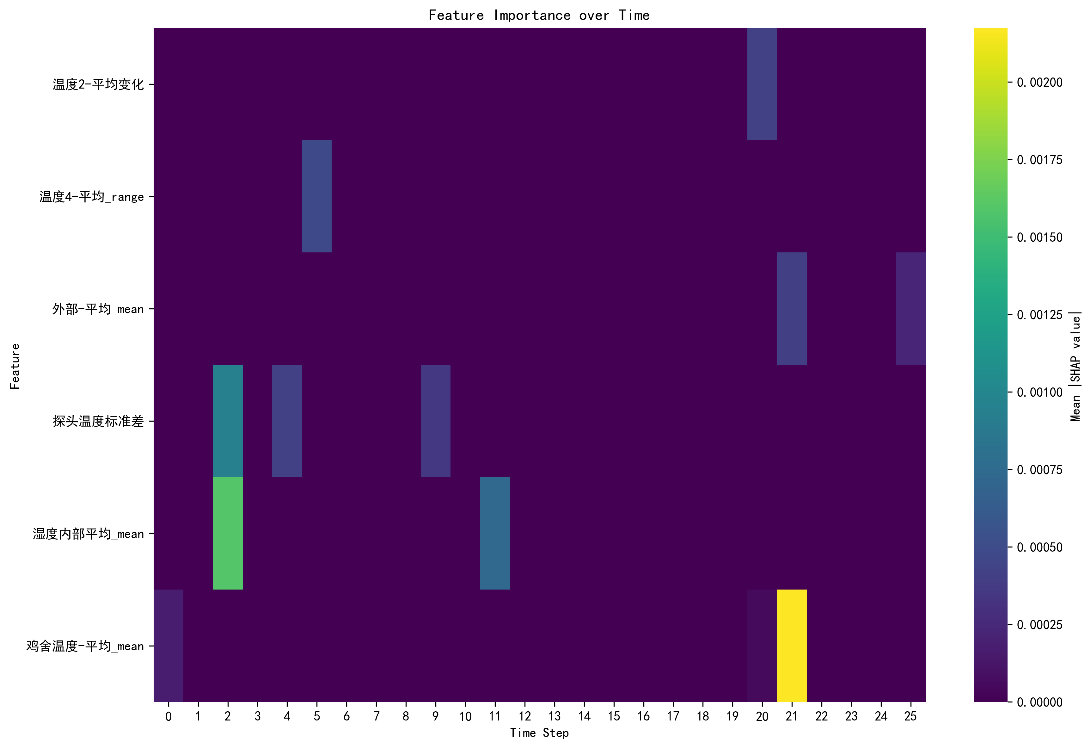 Feature Importance over Time
温度2-平均变化
温度4-平均_range
外部-平均 mean
探头温度标准差
湿度内部平均_mean
鸡舍温度-平均_mean
Feature
0 1 2 3 4 5 6 7 8 9 10 11 12 13 14 15 16 17 18 19 20 21 22 23 24 25
Time Step
0.00200
0.00175
0.00150
0.00125
0.00100
0.00075
0.00050
0.00025
0.00000
Mean |SHAP value|